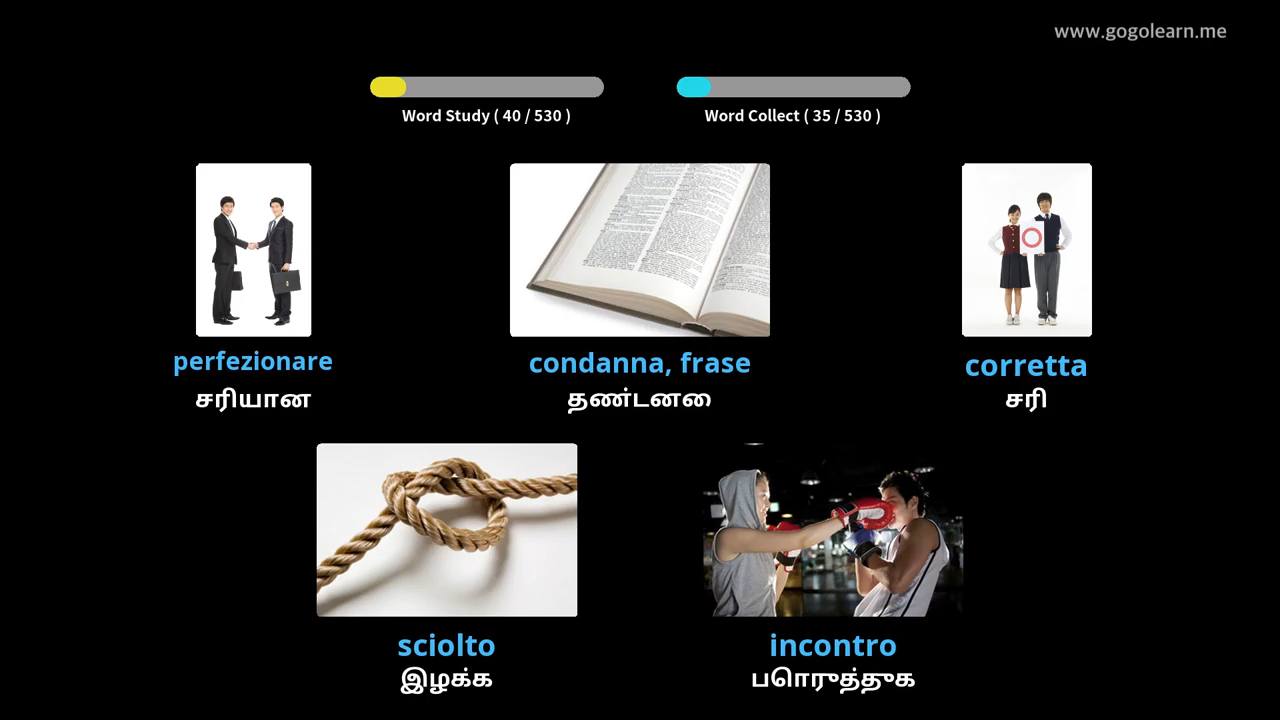 www.gogolearn.me
Word Study ( 40 / 530 )
Word Collect ( 35 / 530 )
perfezionare
சரியான
condanna, frase
தண்டனை
corretta
சரி
sciolto
இழக்க
incontro
பொருத்துக